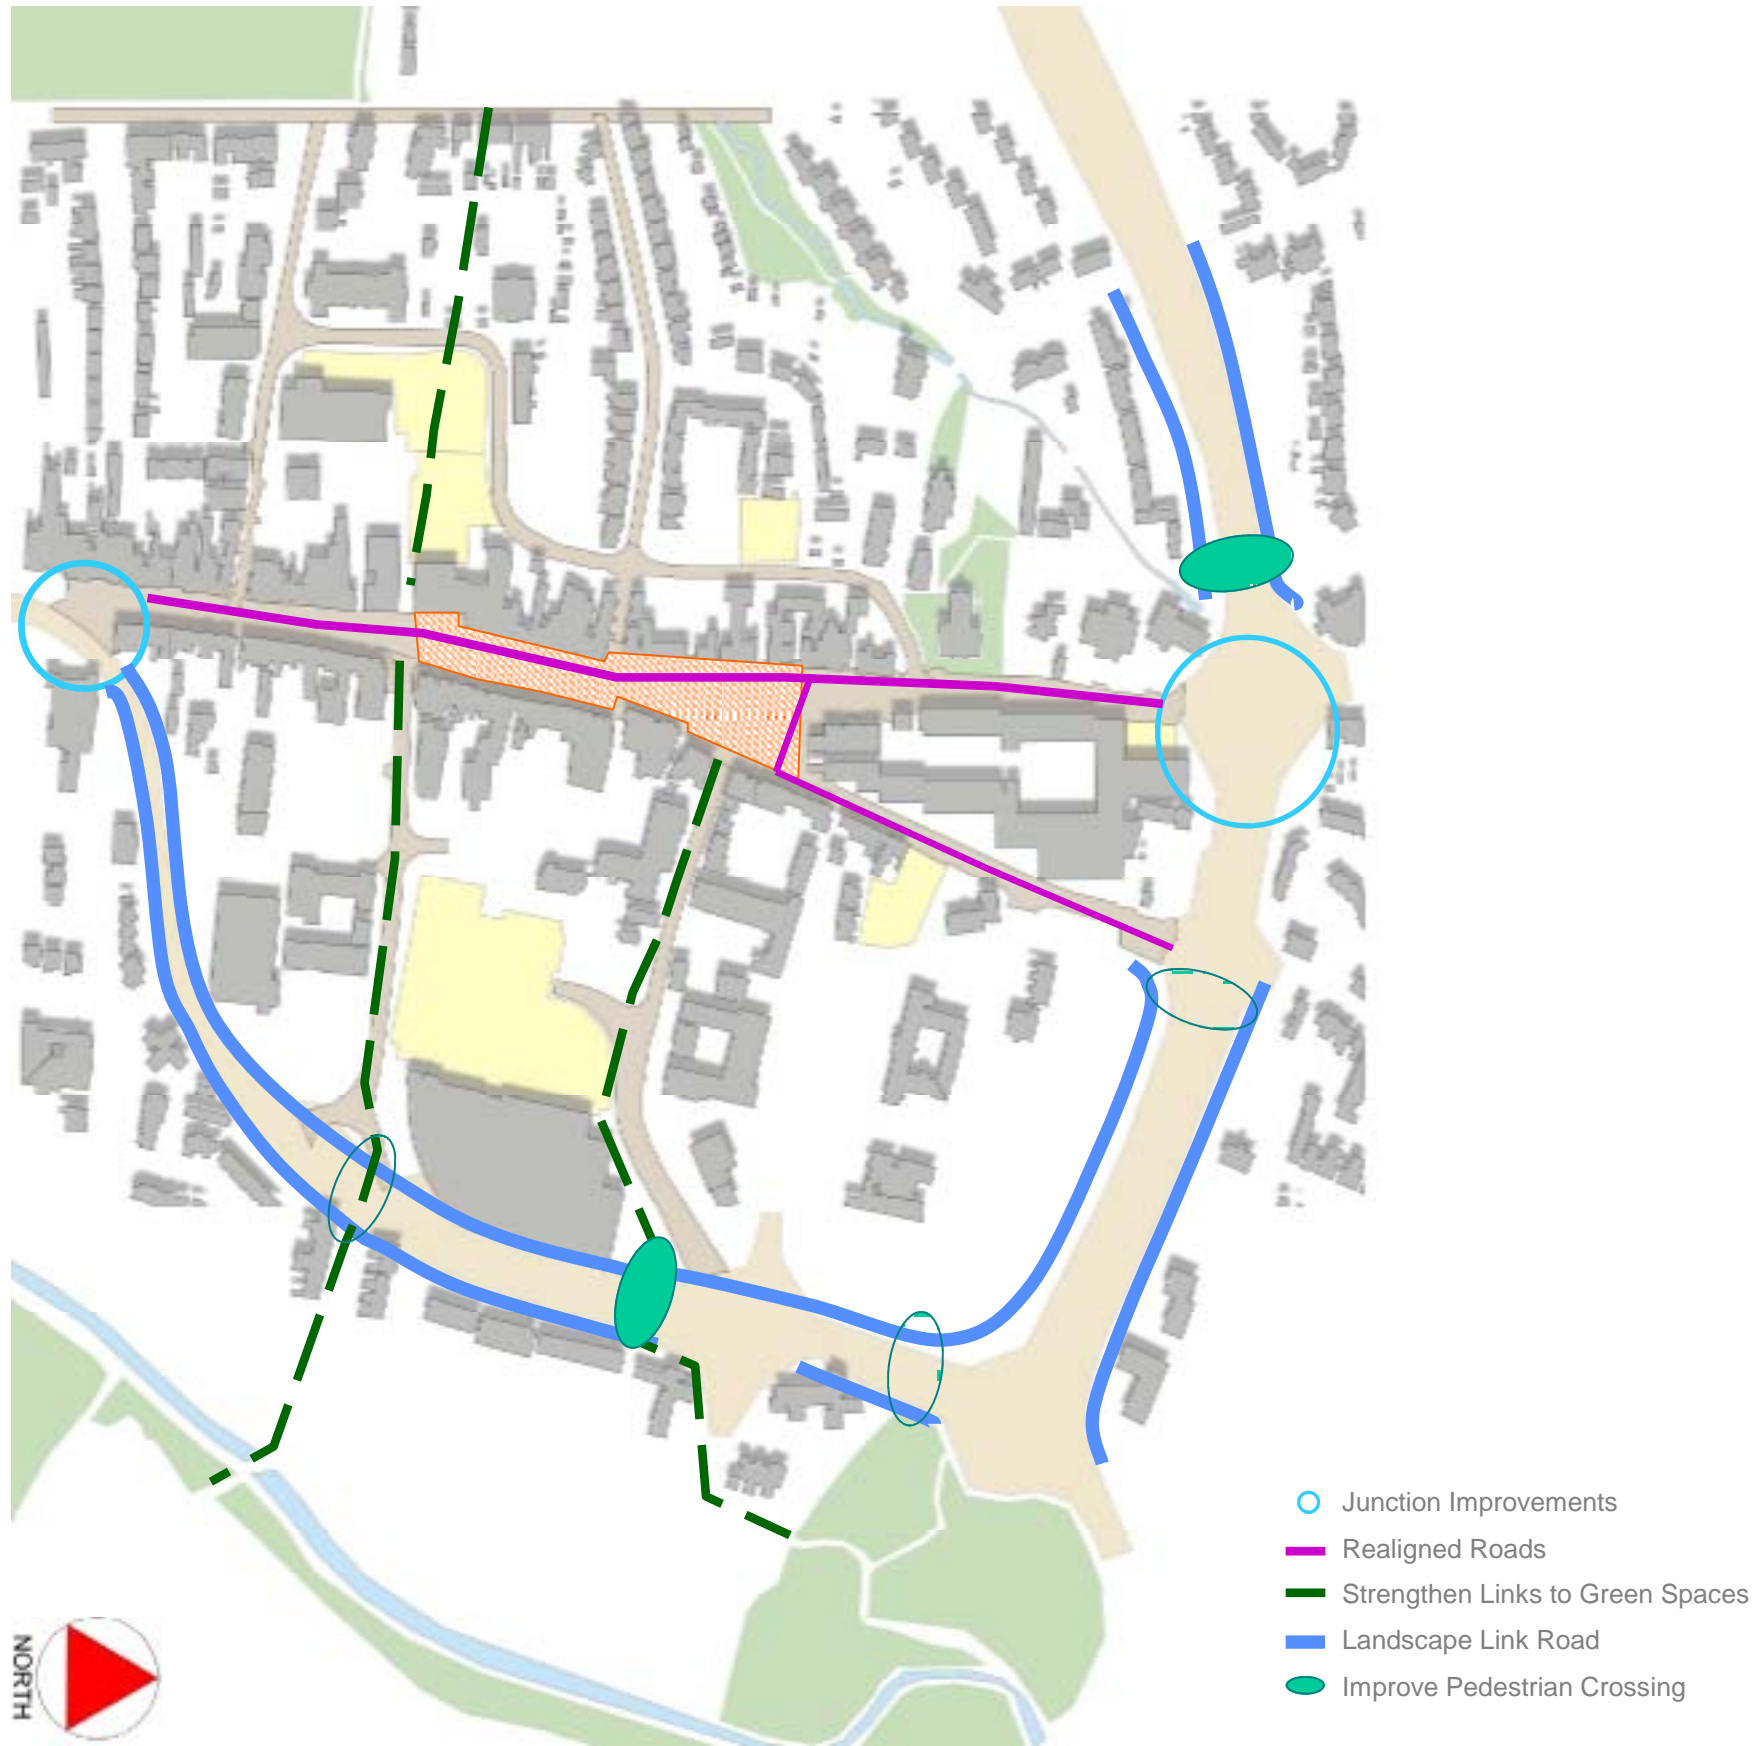 Junction Improvements
Realigned Roads
Strengthen Links to Green Spaces
Landscape Link Road
Improve Pedestrian Crossing
NORTH